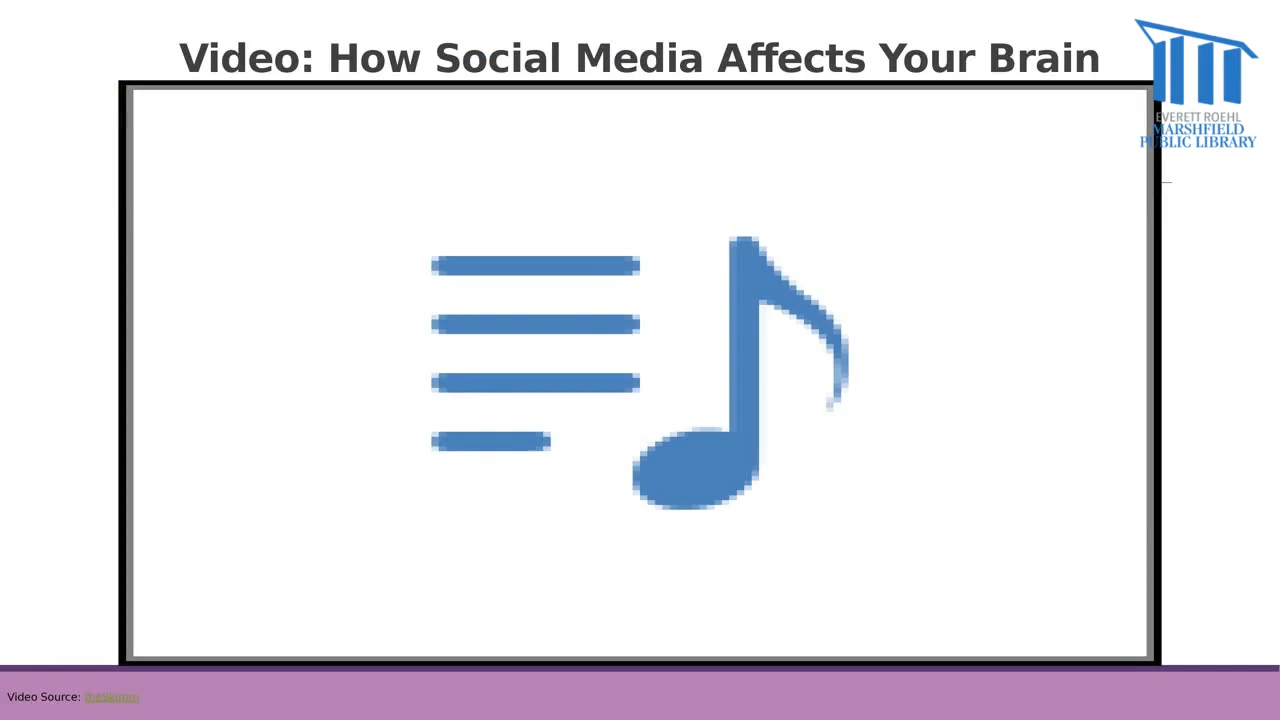 Video: How Social Media Affects Your Brain
EVERETT ROEHL
MARSHFIELD
PUBLIC LIBRARY
Video Source: